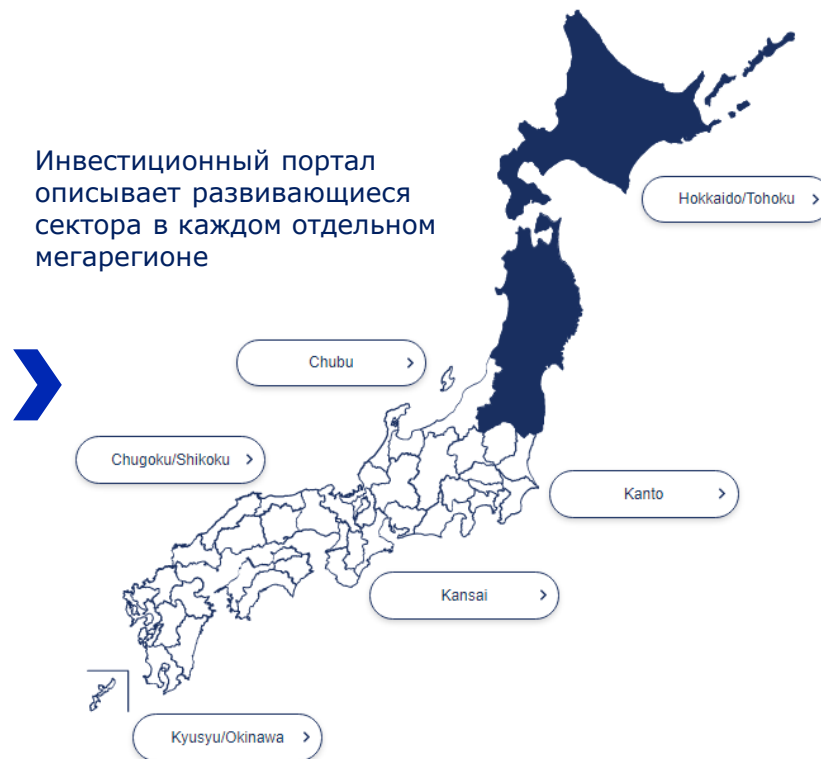 Инвестиционный портал
описывает развивающиеся
сектора в каждом отдельном
мегарегионе
Hokkaido/Tohoku
Chubu
Chugoku/Shikoku
Kanto
Kansai
Kyusyu/Okinawa